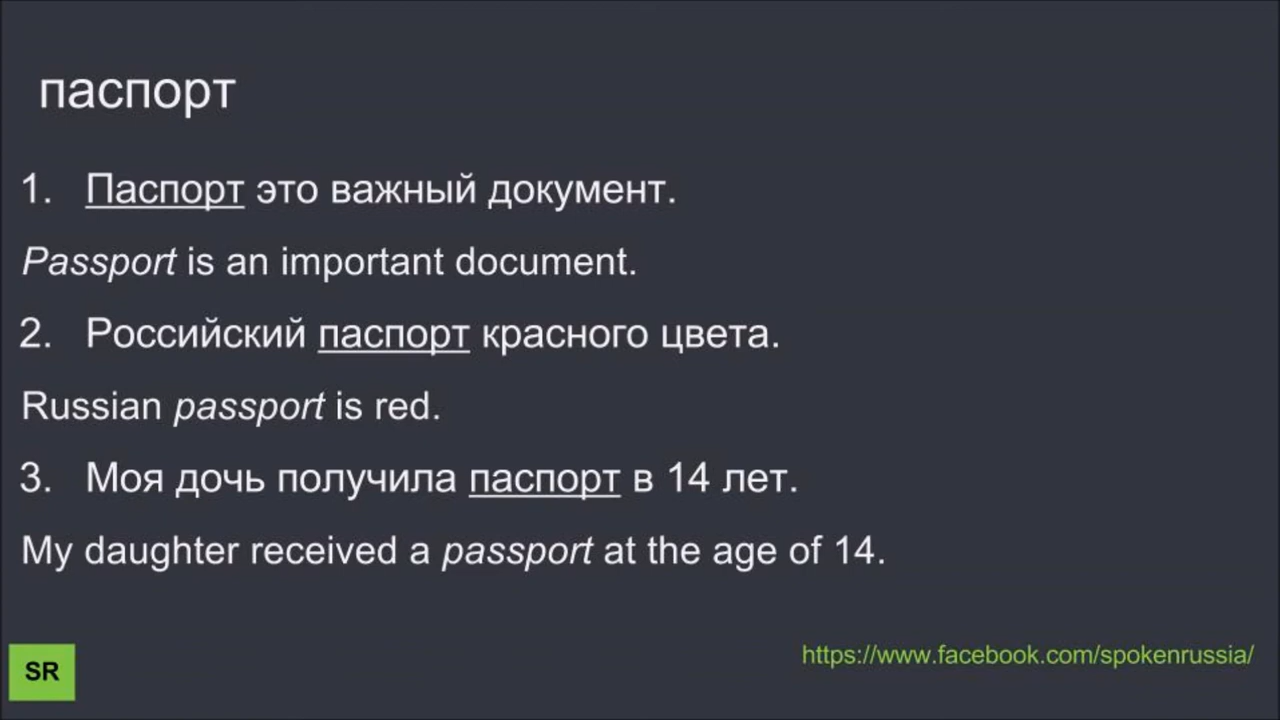 паспорт
1. Паспорт это важный документ.
Passport is an important document.
2. Российский паспорт красного цвета.
Russian passport is red.
3. Моя дочь получила паспорт в 14 лет.
My daughter received a passport at the age of 14.
https://www.facebook.com/spokenrussia/
SR